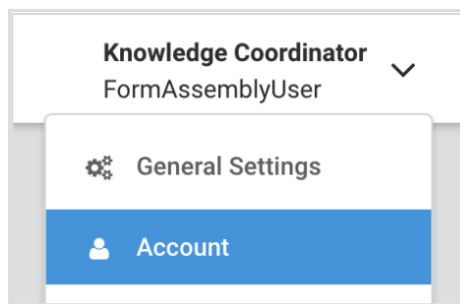 Knowledge Coordinator
FormAssemblyUser
General Settings
Account